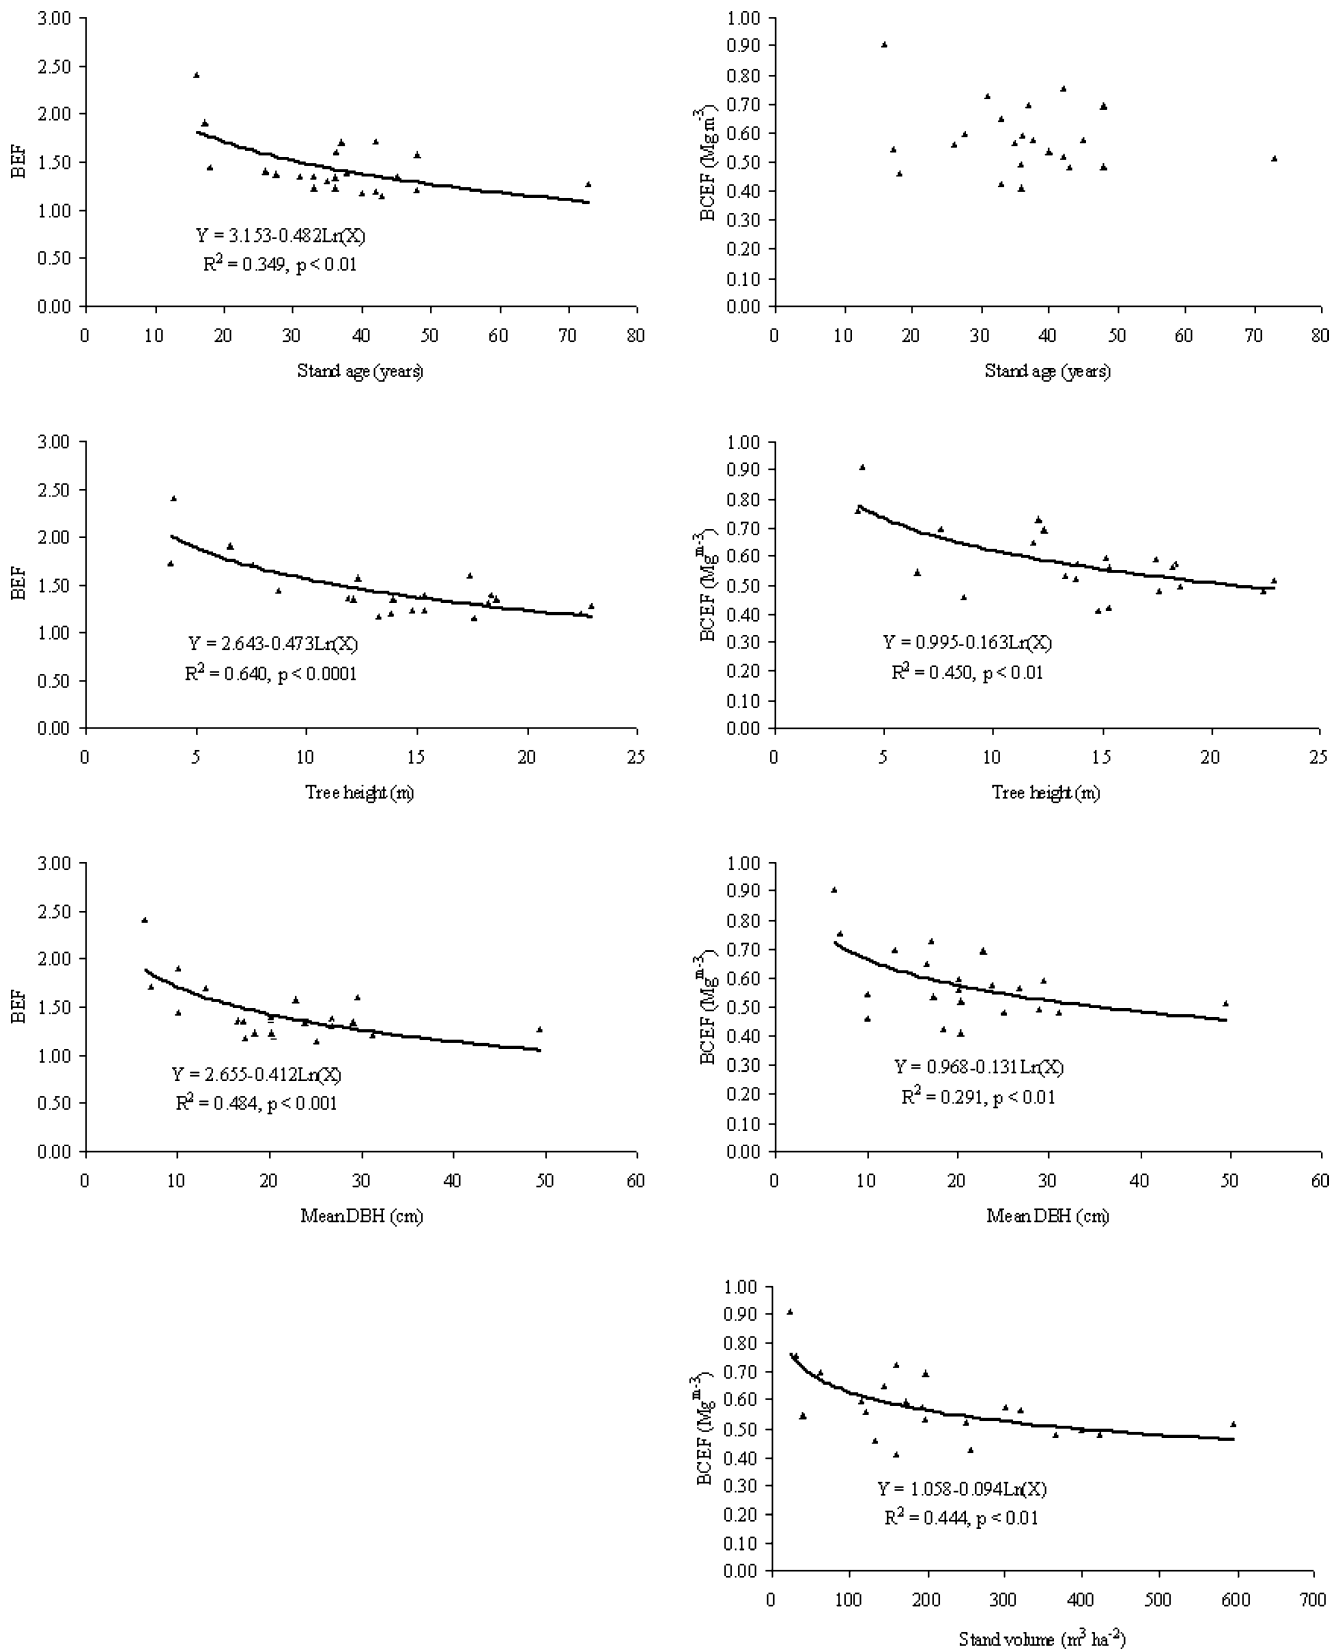 3.00
2.50
2.00
1.50
1.00
0.50
0.00
BEF
Y = 3.153-0.482Ln(X)
R² = 0.349, p < 0.01
0 10 20 30 40 50 60 70 80
Stand age (years)
1.00
0.90
0.80
0.70
0.60
0.50
0.40
0.30
0.20
0.10
0.00
BCEF (Mg m⁻³)
0 10 20 30 40 50 60 70 80
Stand age (years)
3.00
2.50
2.00
1.50
1.00
0.50
0.00
BEF
Y = 2.643-0.473Ln(X)
R² = 0.640, p < 0.0001
0 5 10 15 20 25
Tree height (m)
1.00
0.90
0.80
0.70
0.60
0.50
0.40
0.30
0.20
0.10
0.00
BCEF (Mg m⁻³)
Y = 0.995-0.163Ln(X)
R² = 0.450, p < 0.01
0 5 10 15 20 25
Tree height (m)
3.00
2.50
2.00
1.50
1.00
0.50
0.00
BEF
Y = 2.655-0.412Ln(X)
R² = 0.484, p < 0.001
0 10 20 30 40 50 60
Mean DBH (cm)
1.00
0.90
0.80
0.70
0.60
0.50
0.40
0.30
0.20
0.10
0.00
BCEF (Mg m⁻³)
Y = 0.968-0.131Ln(X)
R² = 0.291, p < 0.01
0 10 20 30 40 50 60
Mean DBH (cm)
1.00
0.90
0.80
0.70
0.60
0.50
0.40
0.30
0.20
0.10
0.00
BCEF (Mg m⁻³)
Y = 1.058-0.094Ln(X)
R² = 0.444, p < 0.01
0 100 200 300 400 500 600 700
Stand volume (m³ ha⁻²)